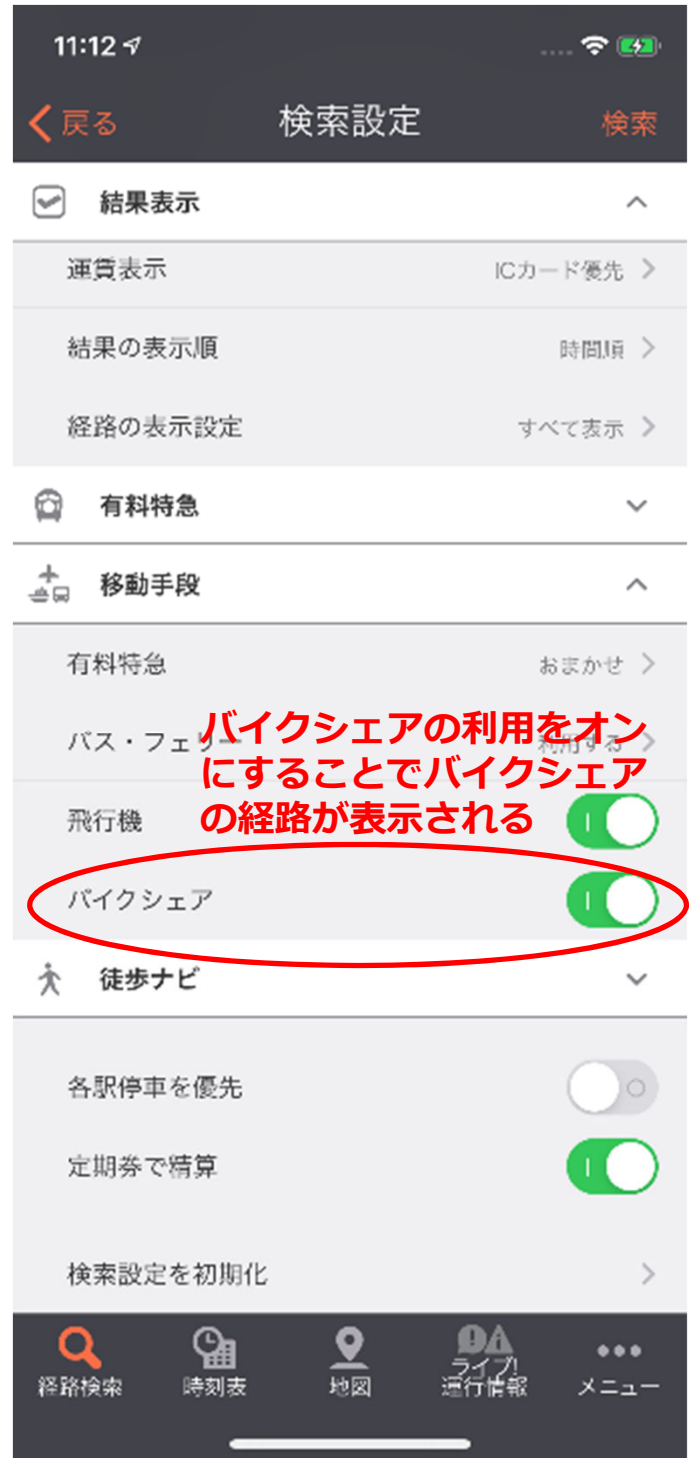 11:12
戻る
検索設定
検索
結果表示
運賃表示
ICカード優先
結果の表示順
時間順
経路の表示設定
すべて表示
有料特急
移動手段
有料特急
おまかせ
バイクシェアの利用をオン
にすることでバイクシェア
の経路が表示される
バス・フェリー
利用する
飛行機
バイクシェア
徒歩ナビ
各駅停車を優先
定期券で精算
検索設定を初期化
経路検索
時刻表
地図
ライブ!
運行情報
メニュー